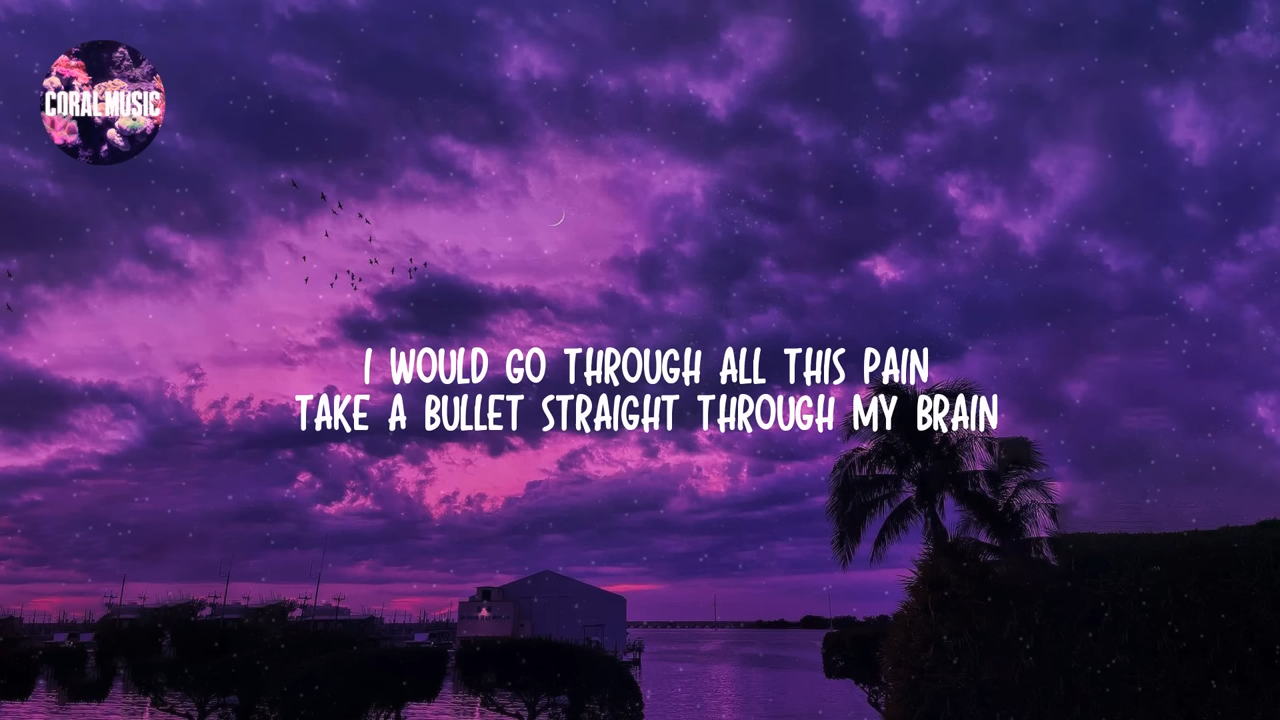 CORAL MUSIC
I WOULD GO THROUGH ALL THIS PAIN
TAKE A BULLET STRAIGHT THROUGH MY BRAIN